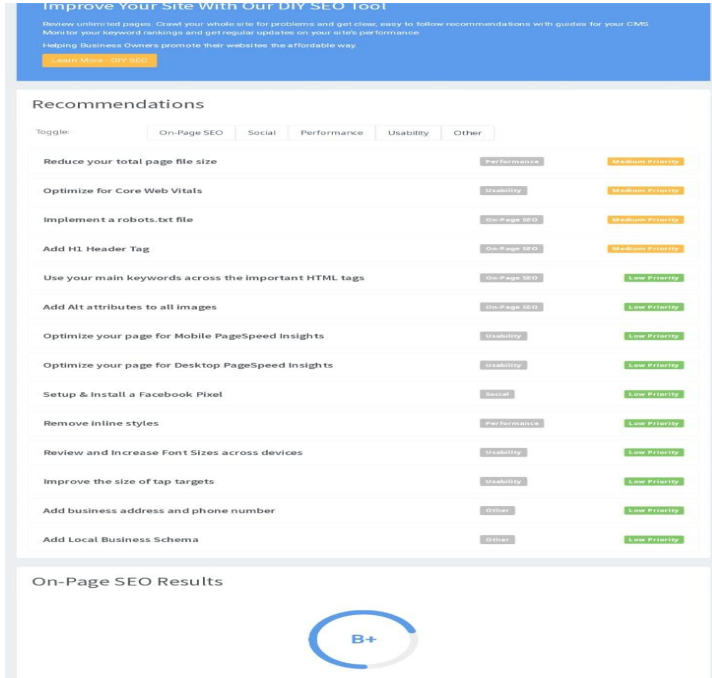 Improve Your Site With Our DIY SEO Tool
Review unlimited pages. Crawl your whole site for problems and get clear, easy to follow recommendations with guides for your CMS.
Monitor your keyword rankings and get regular updates on your site's performance.
Helping Business Owners promote their websites the affordable way.
Learn More - DIY SEO
Recommendations
Toggle: On-Page SEO Social Performance Usability Other
Reduce your total page file size Performance Medium Priority
Optimize for Core Web Vitals Usability Medium Priority
Implement a robots.txt file On-Page SEO Medium Priority
Add H1 Header Tag On-Page SEO Medium Priority
Use your main keywords across the important HTML tags On-Page SEO Low Priority
Add Alt attributes to all images On-Page SEO Low Priority
Optimize your page for Mobile PageSpeed Insights Usability Low Priority
Optimize your page for Desktop PageSpeed Insights Usability Low Priority
Setup & Install a Facebook Pixel Social Low Priority
Remove inline styles Performance Low Priority
Review and Increase Font Sizes across devices Usability Low Priority
Improve the size of tap targets Usability Low Priority
Add business address and phone number Other Low Priority
Add Local Business Schema Other Low Priority
On-Page SEO Results
B+